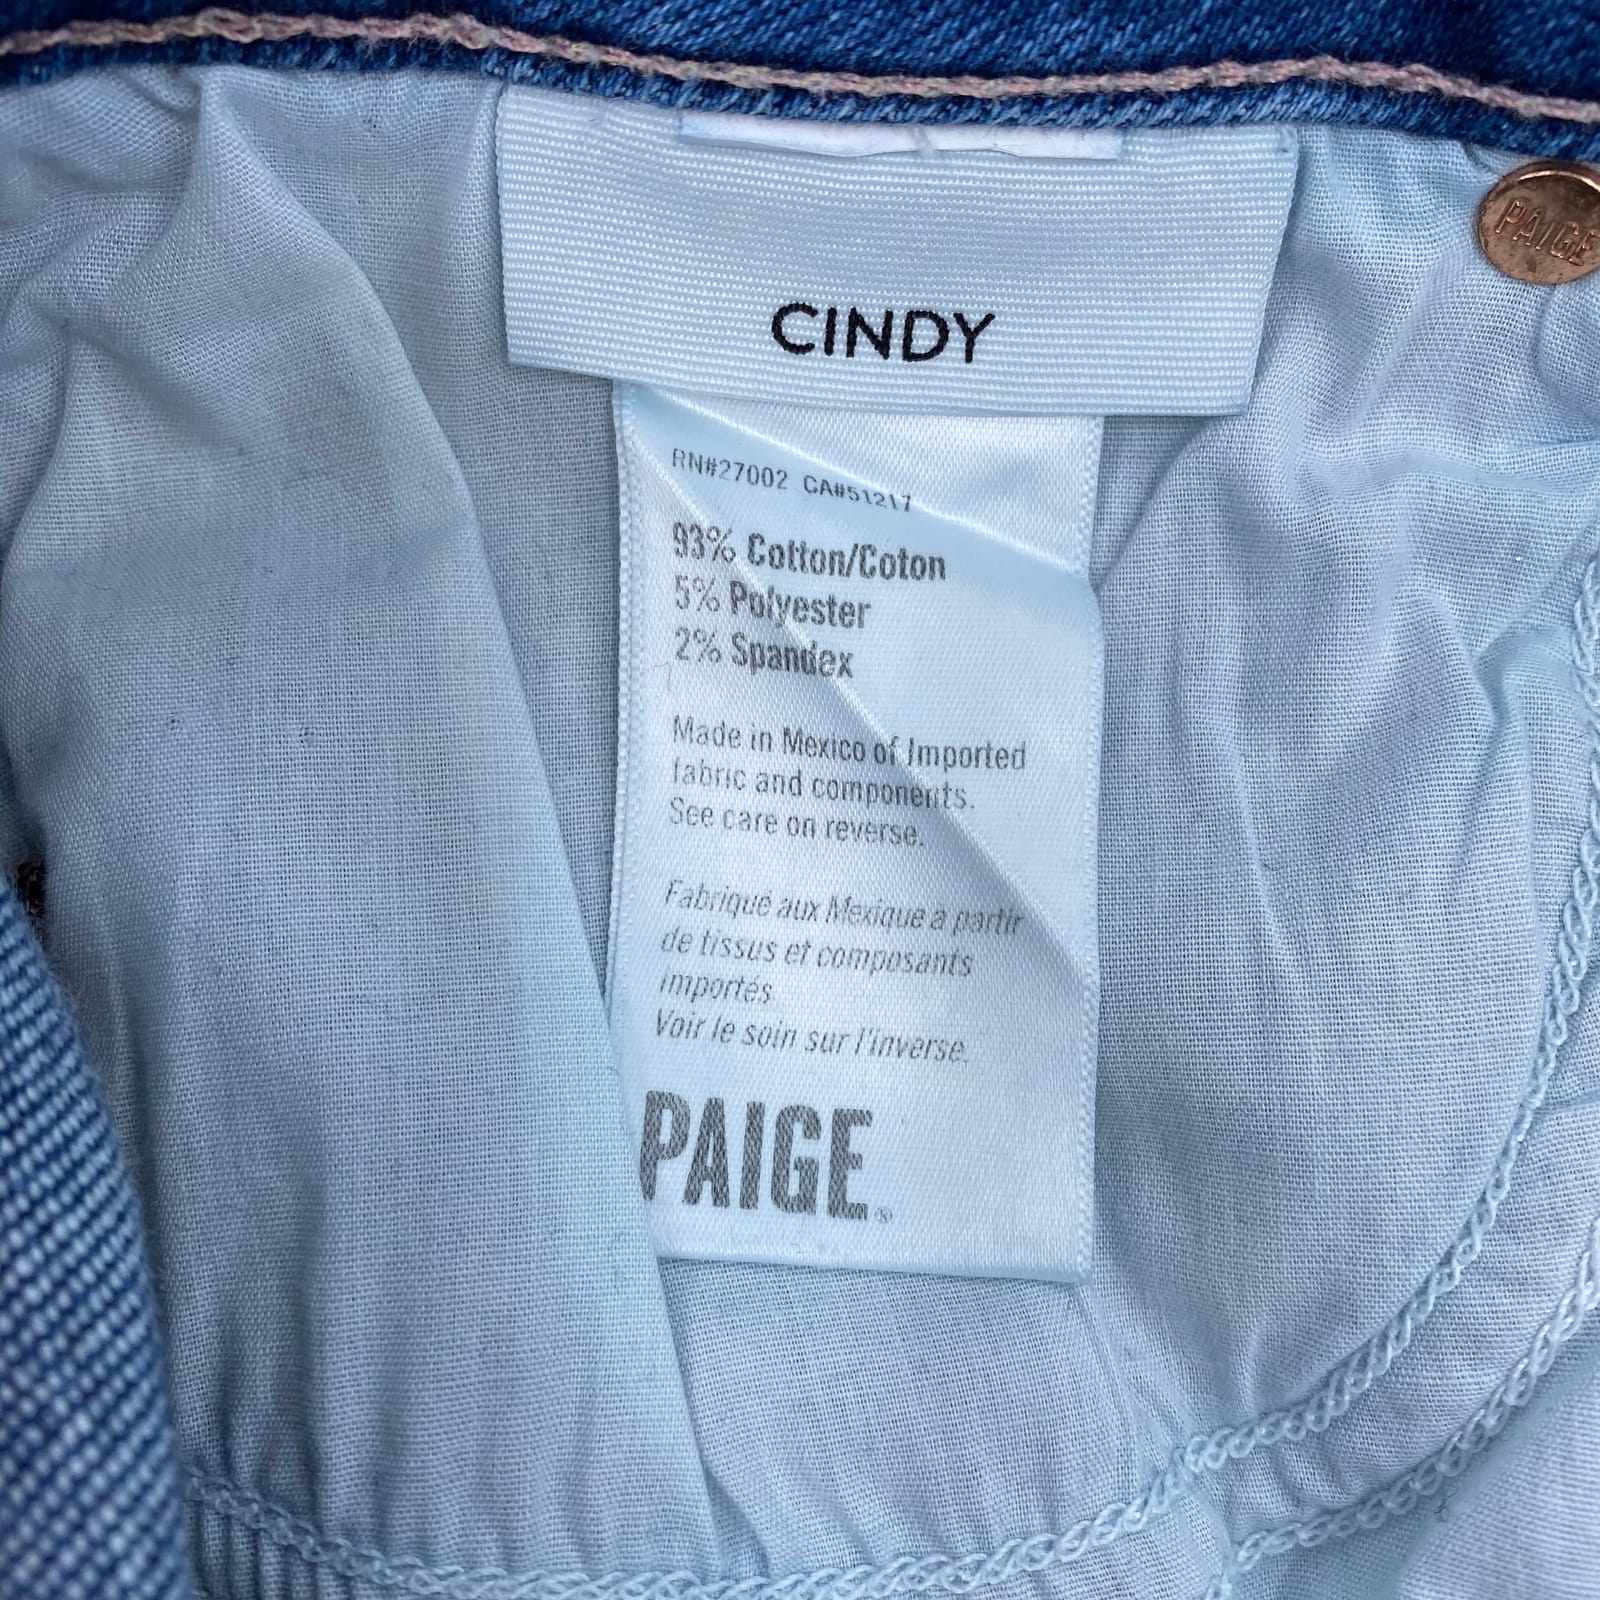 PAIGE
CINDY
RN#27002 CA#51217
93% Cotton/Coton
5% Polyester
2% Spandex
Made in Mexico of Imported
fabric and components.
See care on reverse.
Fabriqué aux Mexique a partir
de tissus et composants
importés
Voir le soin sur l'inverse.
PAIGE®